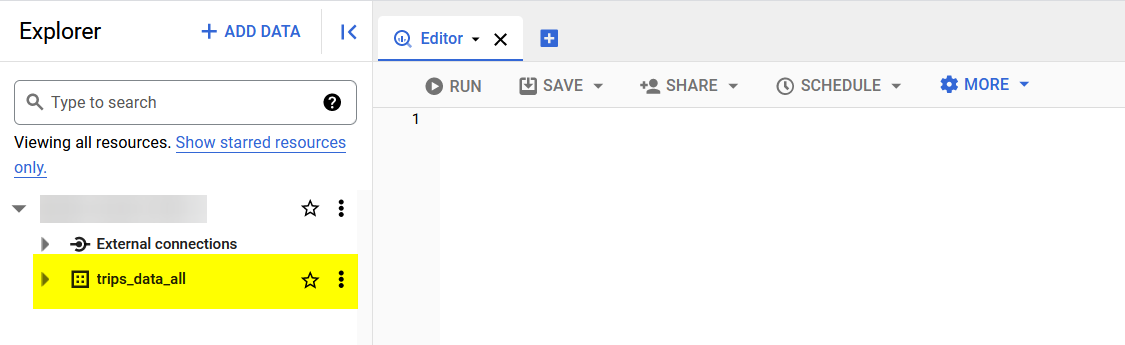 Explorer
+ ADD DATA
Editor
RUN
SAVE
SHARE
SCHEDULE
MORE
Type to search
?
1
Viewing all resources. Show starred resources
only.
External connections
trips_data_all